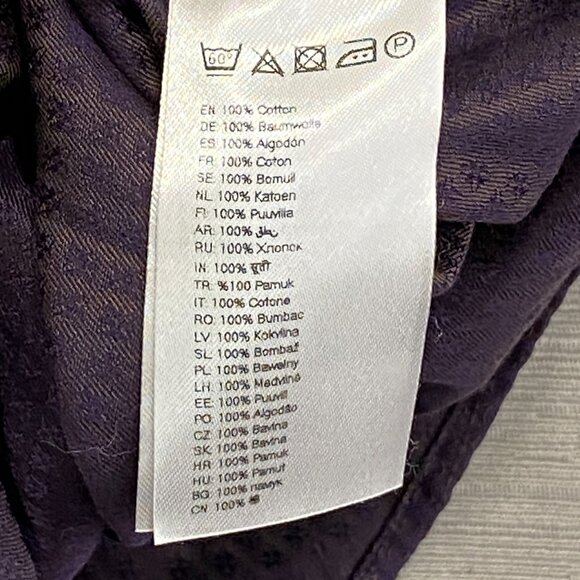 60°
P
EN 100% Cotton
DE: 100% Baumwolle
ES: 100% Algodón
FR: 100% Coton
SE: 100% Bomull
NL: 100% Katoen
FI: 100% Puuvilla
AR: 100% قطن
RU: 100% Хлопок
IN: 100% सूती
TR: %100 Pamuk
IT: 100% Cotone
RO: 100% Bumbac
LV: 100% Kokvilna
SL: 100% Bombaž
PL: 100% Bawełny
LH: 100% Medvilnė
EE: 100% Puuvill
PO: 100% Algodão
CZ: 100% Bavlna
SK: 100% Bavlna
HR: 100% Pamuk
HU: 100% Pamut
BG: 100% памук
CN: 100% 棉